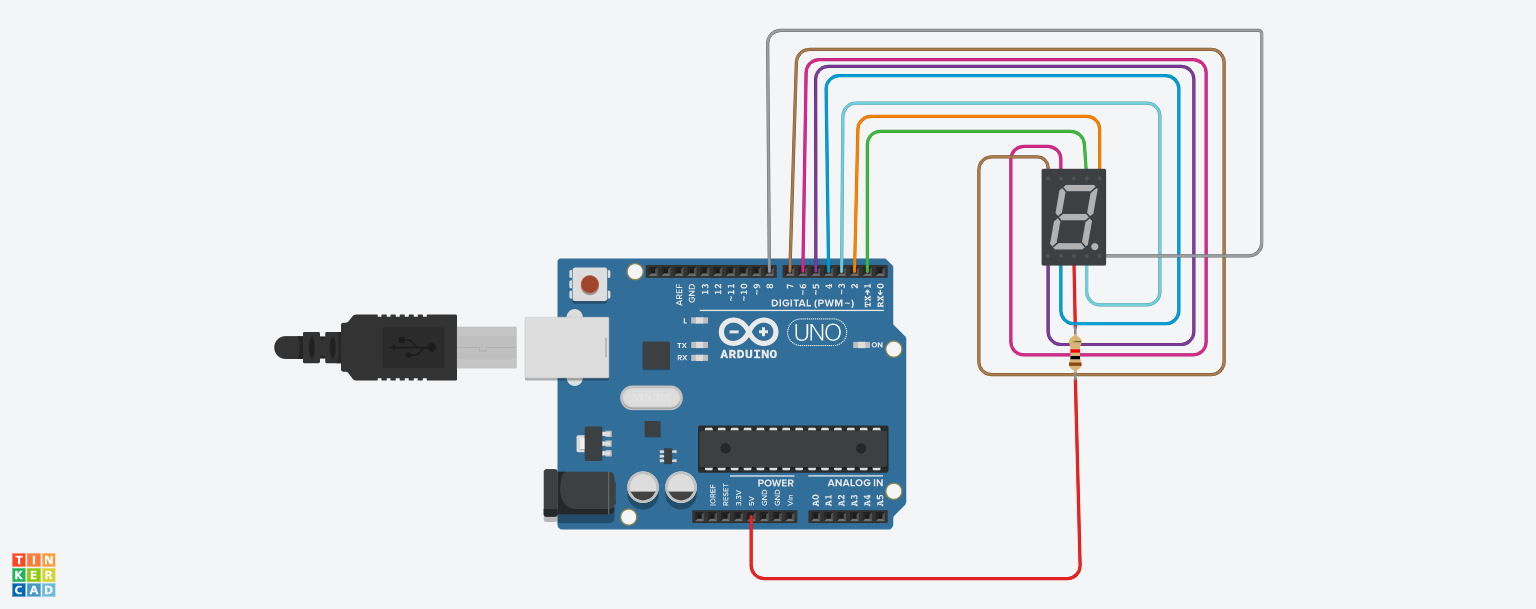 AREF
GND
13
12
~11
~10
~9
8
7
~6
~5
4
~3
2
TX→1
RX←0
DIGITAL (PWM~)
L
TX
RX
UNO
ON
ARDUINO
POWER
ANALOG IN
IOREF
RESET
3.3V
5V
GND
GND
Vin
A0
A1
A2
A3
A4
A5
TIN
KER
CAD